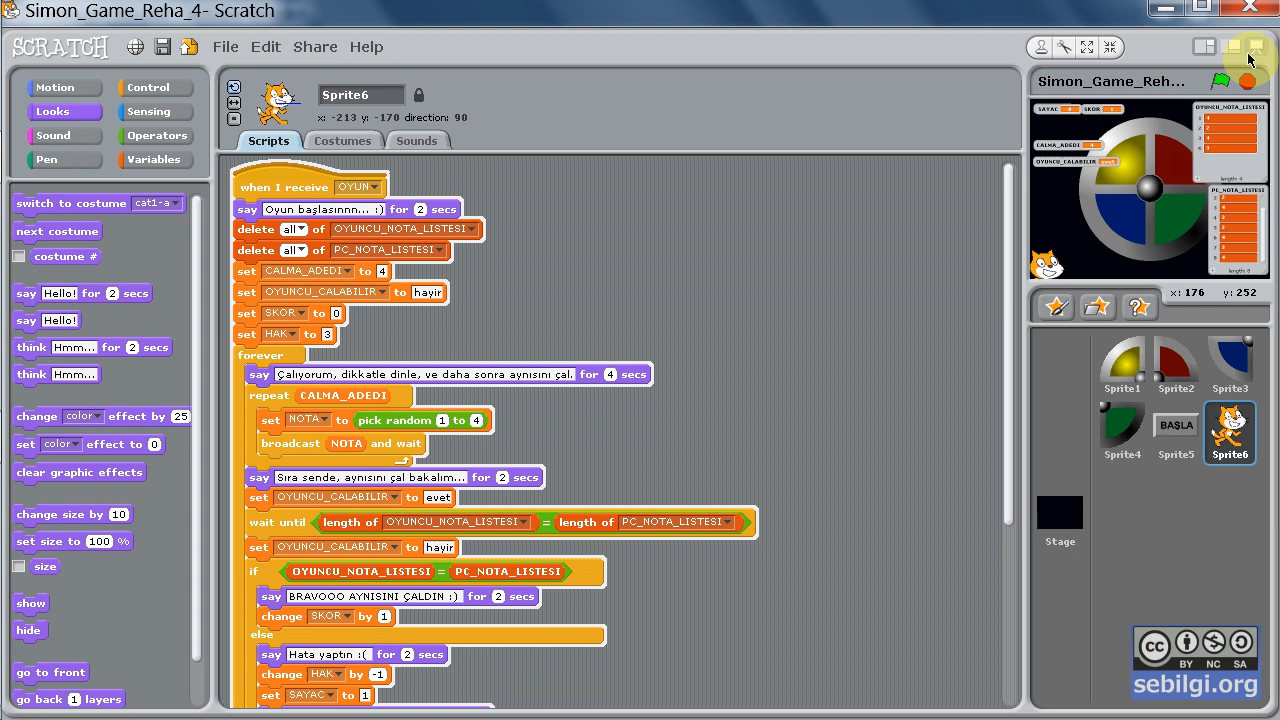 Simon_Game_Reha_4- Scratch
SCRATCH File Edit Share Help
Motion Control
Looks Sensing
Sound Operators
Pen Variables
switch to costume cat1-a
next costume
costume #
say Hello! for 2 secs
say Hello!
think Hmm... for 2 secs
think Hmm...
change color effect by 25
set color effect to 0
clear graphic effects
change size by 10
set size to 100 %
size
show
hide
go to front
go back 1 layers
Sprite6
x: -213 y: -170 direction: 90
Scripts Costumes Sounds
when I receive OYUN
say Oyun başlasınnn... :) for 2 secs
delete all of OYUNCU_NOTA_LISTESI
delete all of PC_NOTA_LISTESI
set CALMA_ADEDI to 4
set OYUNCU_CALABILIR to hayir
set SKOR to 0
set HAK to 3
forever
say Çalıyorum, dikkatle dinle, ve daha sonra aynısını çal. for 4 secs
repeat CALMA_ADEDI
set NOTA to pick random 1 to 4
broadcast NOTA and wait
say Sıra sende, aynısını çal bakalım... for 2 secs
set OYUNCU_CALABILIR to evet
wait until length of OYUNCU_NOTA_LISTESI = length of PC_NOTA_LISTESI
set OYUNCU_CALABILIR to hayir
if OYUNCU_NOTA_LISTESI = PC_NOTA_LISTESI
say BRAVOOO AYNISINI ÇALDIN :) for 2 secs
change SKOR by 1
else
say Hata yaptın :( for 2 secs
change HAK by -1
set SAYAC to 1
Simon_Game_Reh...
SAYAC SKOR
CALMA_ADEDI 4
OYUNCU_CALABILIR evet
OYUNCU_NOTA_LISTESI
length: 4
PC_NOTA_LISTESI
length: 8
x: 176 y: 252
Sprite1 Sprite2 Sprite3
BAŞLA
Sprite4 Sprite5 Sprite6
Stage
cc BY NC SA
sebilgi.org